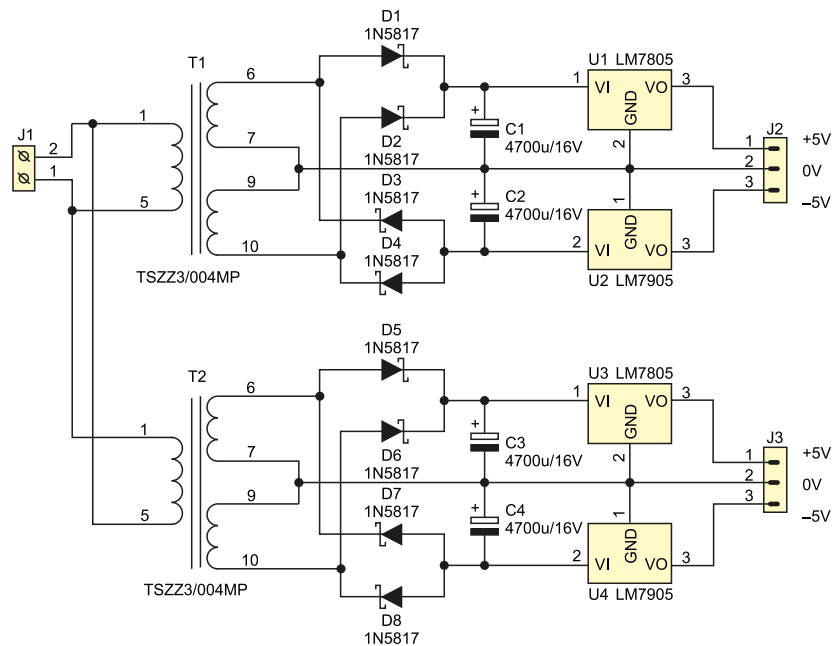 D1
1N5817
T1
6
1
J1
2
1
5
7
9
10
TSZZ3/004MP
D2
1N5817
D3
1N5817
D4
1N5817
+
C1
4700u/16V
+
C2
4700u/16V
U1 LM7805
1
VI
VO
3
GND
2
1
GND
2
VI
VO
3
U2 LM7905
J2
1
2
3
+5V
0V
–5V
D5
1N5817
T2
6
1
7
9
5
10
TSZZ3/004MP
D6
1N5817
D7
1N5817
D8
1N5817
+
C3
4700u/16V
+
C4
4700u/16V
U3 LM7805
1
VI
VO
3
GND
2
1
GND
2
VI
VO
3
U4 LM7905
J3
1
2
3
+5V
0V
–5V